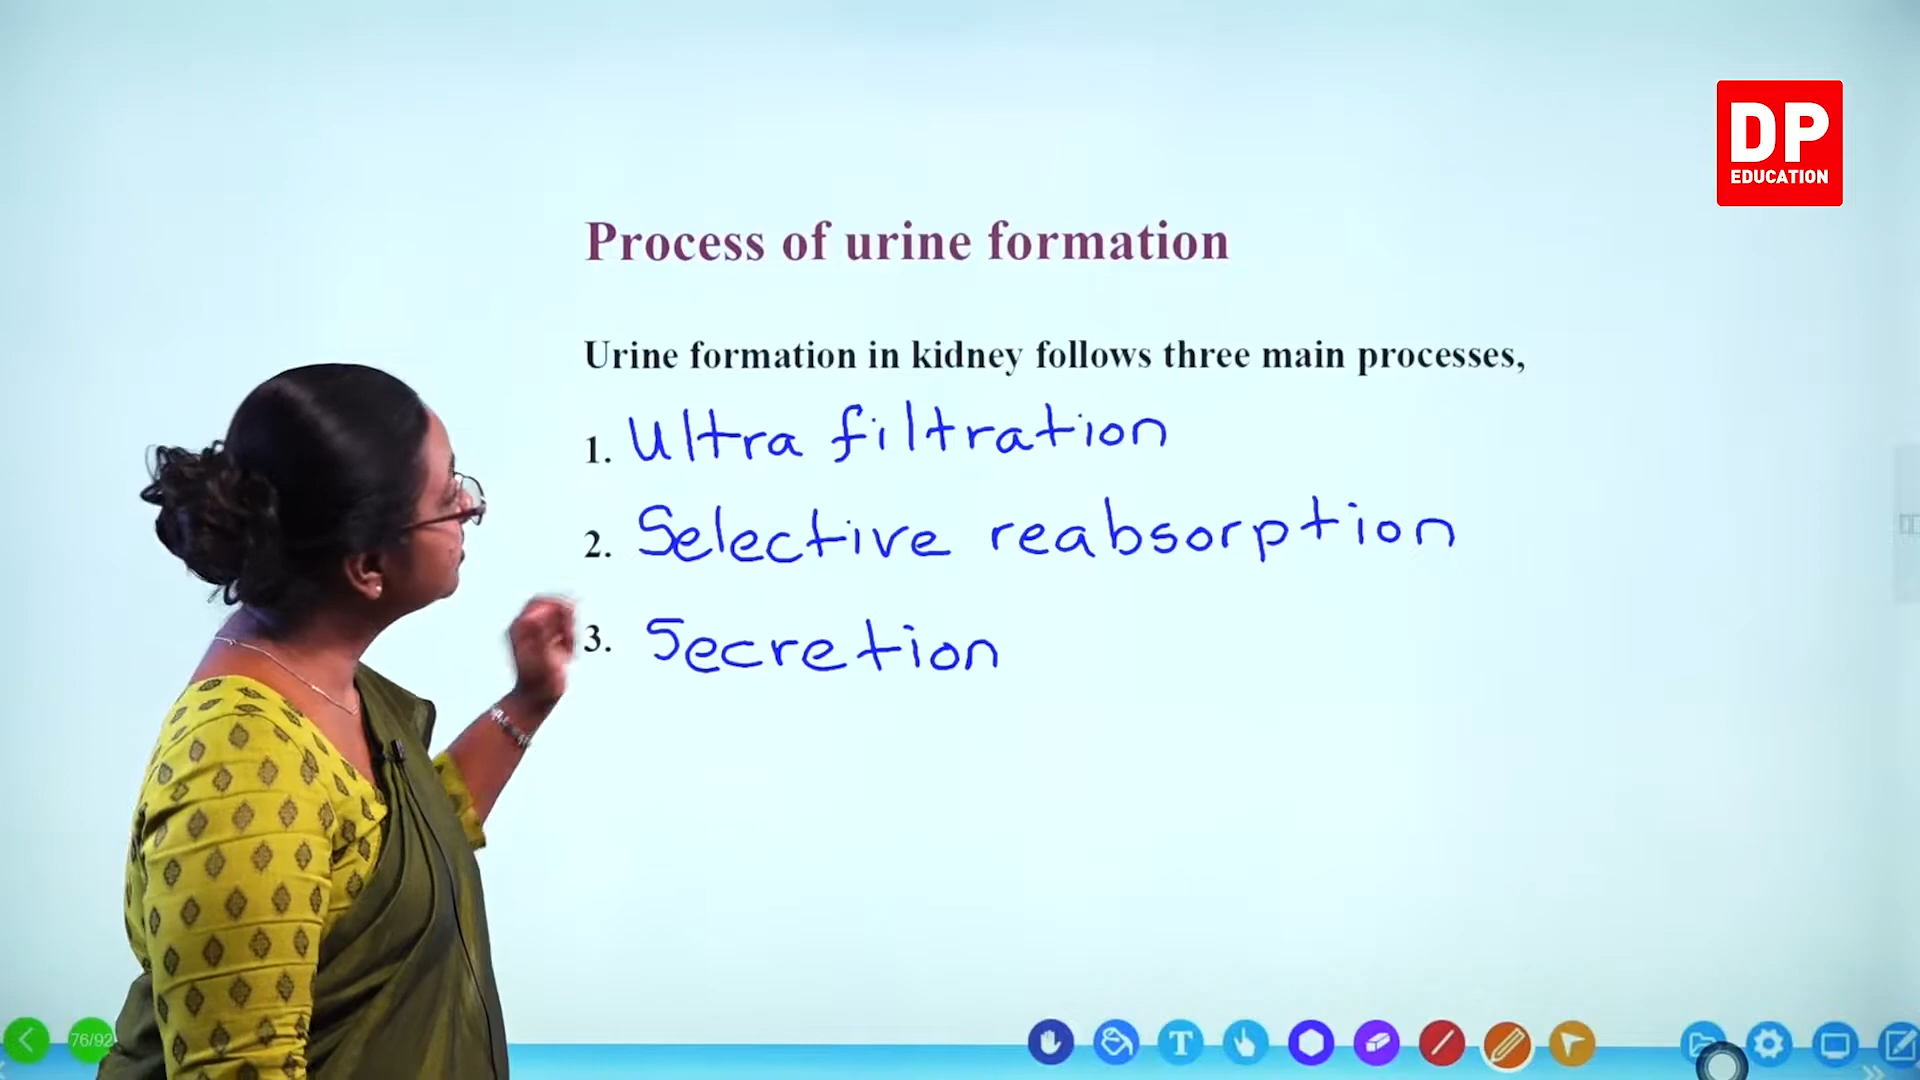 DP
EDUCATION
Process of urine formation
Urine formation in kidney follows three main processes,
1. Ultra filtration
2. Selective reabsorption
3. Secretion
76/92
T